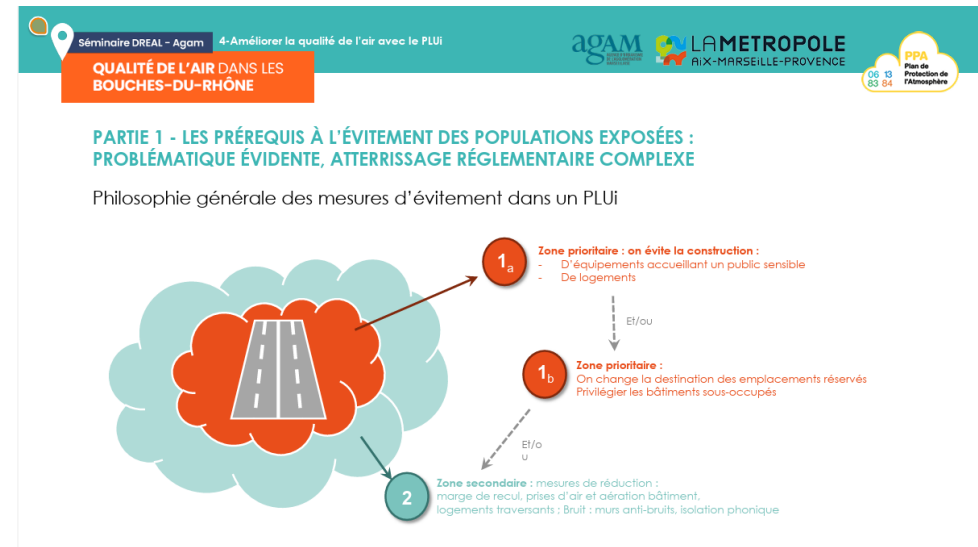 Séminaire DREAL - Agam
4-Améliorer la qualité de l'air avec le PLUi
QUALITÉ DE L'AIR DANS LES
BOUCHES-DU-RHÔNE
agam
LAMETROPOLE
AIX-MARSEILLE-PROVENCE
PPA
Plan de
Protection de
l'Atmosphère
06 13
83 84
PARTIE 1 - LES PRÉREQUIS À L'ÉVITEMENT DES POPULATIONS EXPOSÉES :
PROBLÉMATIQUE ÉVIDENTE, ATTERRISSAGE RÉGLEMENTAIRE COMPLEXE
Philosophie générale des mesures d'évitement dans un PLUi
1a
Zone prioritaire : on évite la construction :
- D'équipements accueillant un public sensible
- De logements
Et/ou
1b
Zone prioritaire :
On change la destination des emplacements réservés
Privilégier les bâtiments sous-occupés
Et/o
u
2
Zone secondaire : mesures de réduction :
marge de recul, prises d'air et aération bâtiment,
logements traversants ; Bruit : murs anti-bruits, isolation phonique